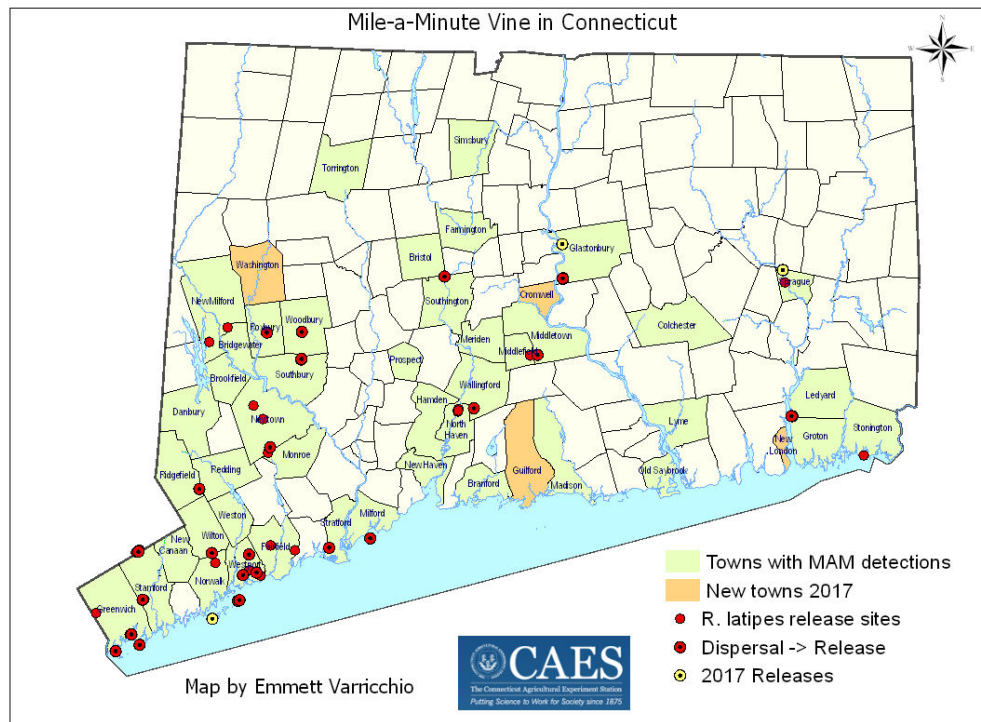 Mile-a-Minute Vine in Connecticut
N
W
E
S
Simsbury
Torrington
Farmington
Glastonbury
Bristol
Washington
Southington
Cromwell
New Milford
Roxbury
Woodbury
Bridgewater
Meriden
Middletown
Middlefield
Colchester
Southbury
Prospect
Brookfield
Wallingford
Hamden
Danbury
Newtown
North
Haven
Ledyard
Lyme
Stonington
Groton
New
London
Monroe
Redding
Ridgefield
New Haven
Guilford
Branford
Madison
Old Saybrook
Weston
Milford
Stratford
Wilton
New
Canaan
Fairfield
Westport
Norwalk
Stamford
Greenwich
Towns with MAM detections
New towns 2017
R. latipes release sites
Dispersal -> Release
2017 Releases
Map by Emmett Varricchio
CAES
The Connecticut Agricultural Experiment Station
Putting Science to Work for Society since 1875